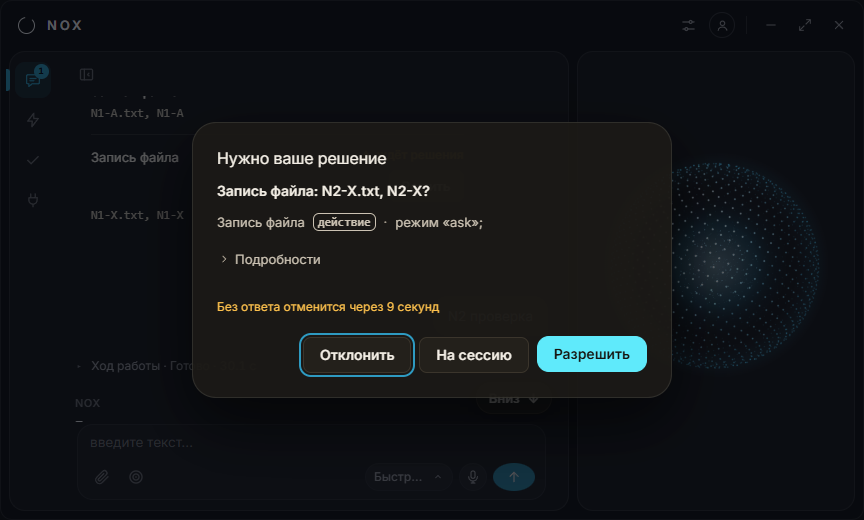 NOX
1
N1-A.txt, N1-A
Запись файла
N1-X.txt, N1-X
Нужно ваше решение
Запись файла: N2-X.txt, N2-X?
Запись файла действие · режим «ask»;
Подробности
Без ответа отменится через 9 секунд
Отклонить
На сессию
Разрешить
Ход работы · Гото
NOX
Вниз
введите текст...
Быстр...